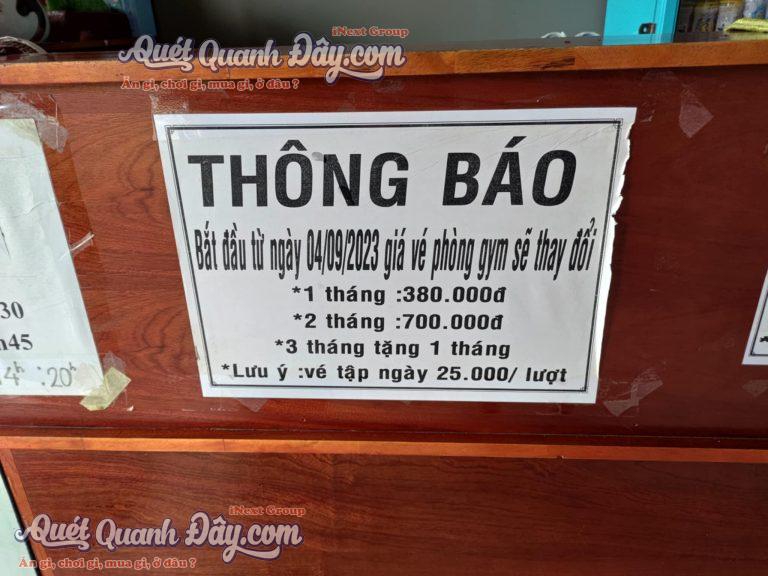 iNext Group
Quét Quanh Đây.com
Ăn gì, chơi gì, mua gì, ở đâu ?
THÔNG BÁO
Bắt đầu từ ngày 04/09/2023 giá vé phòng gym sẽ thay đổi
*1 tháng :380.000đ
*2 tháng :700.000đ
*3 tháng tặng 1 tháng
*Lưu ý :vé tập ngày 25.000/ lượt
30
45
4h :20h
iNext Group
Quét Quanh Đây.com
Ăn gì, chơi gì, mua gì, ở đâu ?